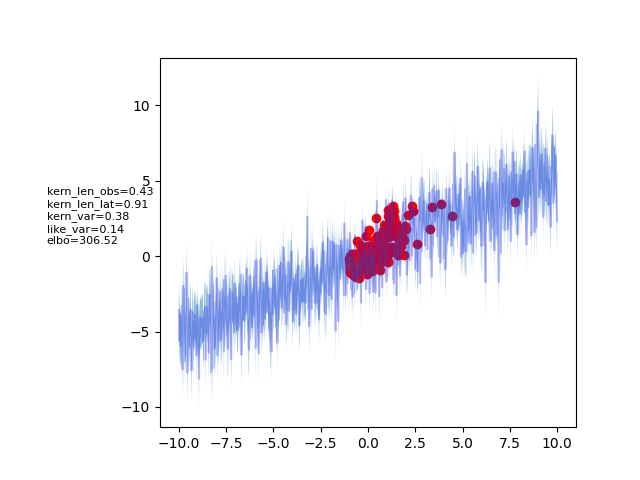 10
5
0
−5
−10
kern_len_obs=0.43
kern_len_lat=0.91
kern_var=0.38
like_var=0.14
elbo=306.52
−10.0 −7.5 −5.0 −2.5 0.0 2.5 5.0 7.5 10.0